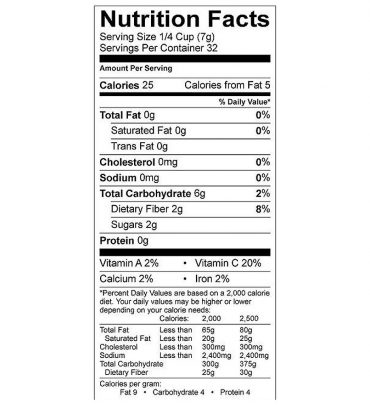 Nutrition Facts
Serving Size 1/4 Cup (7g)
Servings Per Container 32
Amount Per Serving
Calories 25 Calories from Fat 5
% Daily Value*
Total Fat 0g 0%
Saturated Fat 0g 0%
Trans Fat 0g
Cholesterol 0mg 0%
Sodium 0mg 0%
Total Carbohydrate 6g 2%
Dietary Fiber 2g 8%
Sugars 2g
Protein 0g
Vitamin A 2% • Vitamin C 20%
Calcium 2% • Iron 2%
*Percent Daily Values are based on a 2,000 calorie
diet. Your daily values may be higher or lower
depending on your calorie needs:
Calories: 2,000 2,500
Total Fat Less than 65g 80g
Saturated Fat Less than 20g 25g
Cholesterol Less than 300mg 300mg
Sodium Less than 2,400mg 2,400mg
Total Carbohydrate 300g 375g
Dietary Fiber 25g 30g
Calories per gram:
Fat 9 • Carbohydrate 4 • Protein 4